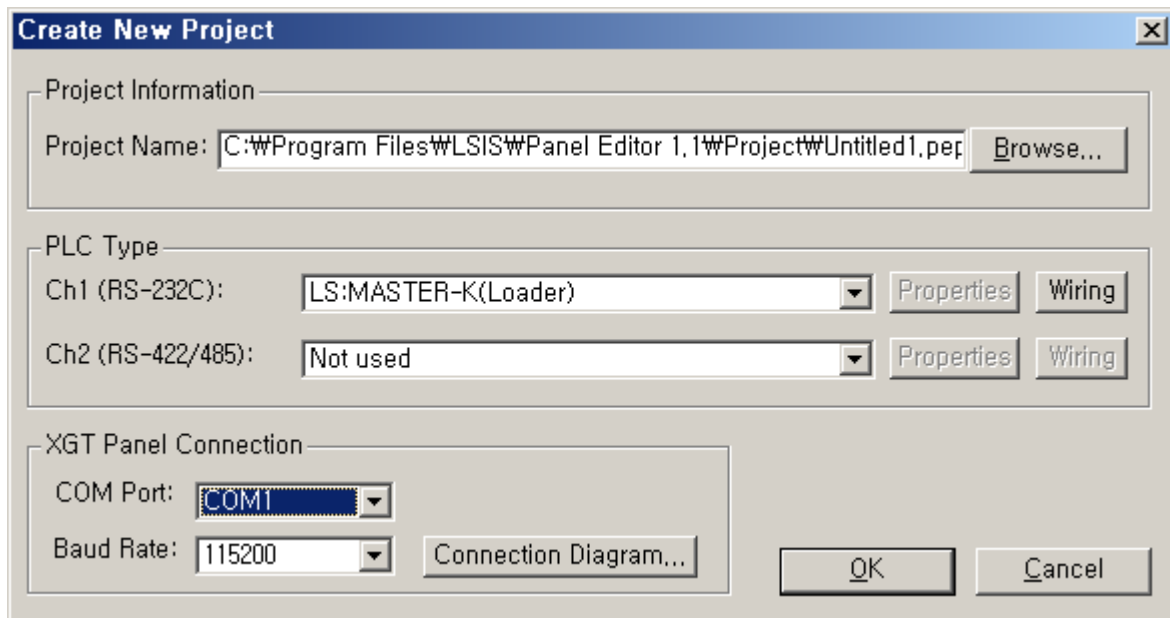 Create New Project
Project Information
Project Name: C:₩Program Files₩LSIS₩Panel Editor 1,1₩Project₩Untitled1,pep Browse,,,
PLC Type
Ch1 (RS-232C): LS:MASTER-K(Loader) Properties Wiring
Ch2 (RS-422/485): Not used Properties Wiring
XGT Panel Connection
COM Port: COM1
Baud Rate: 115200 Connection Diagram,,,
OK Cancel